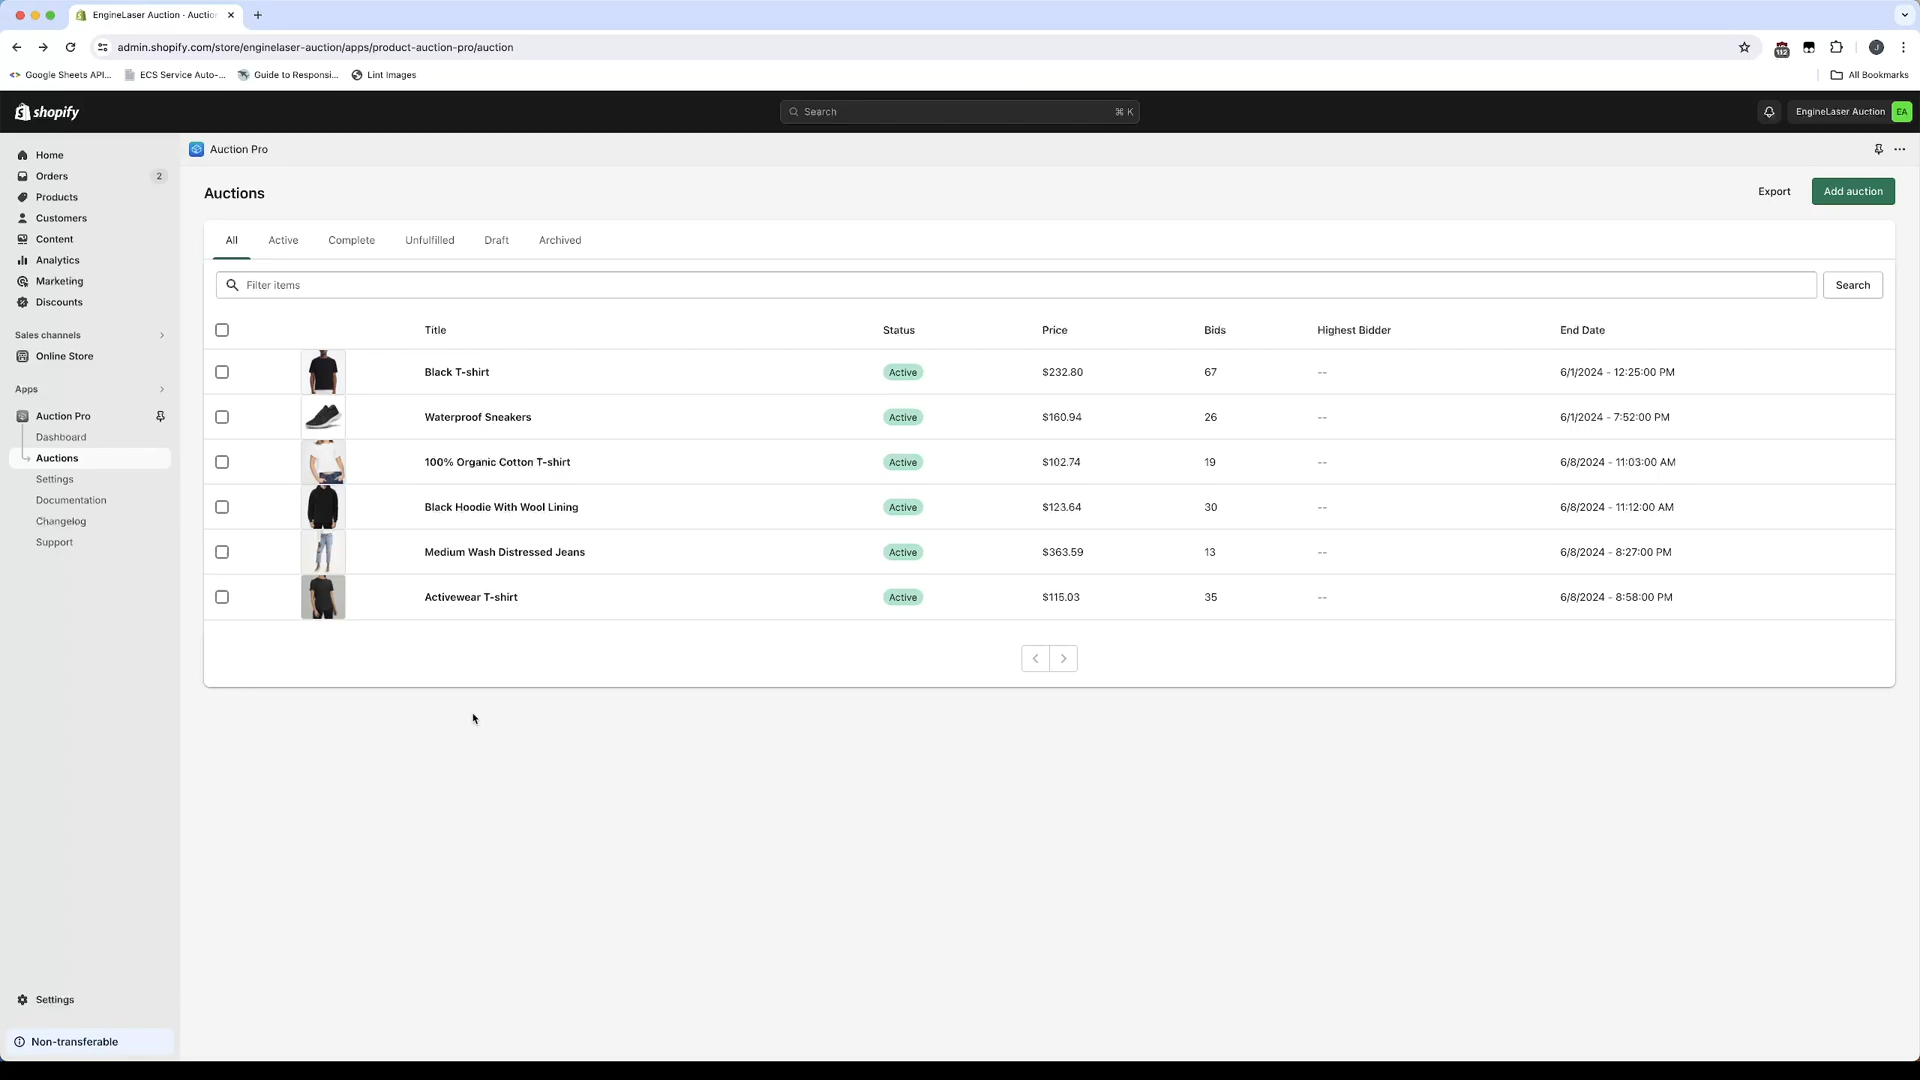 EngineLaser Auction · Auction
admin.shopify.com/store/enginelaser-auction/apps/product-auction-pro/auction
112
J
Google Sheets API...
ECS Service Auto-...
Guide to Responsi...
Lint Images
All Bookmarks
shopify
Search
⌘ K
EngineLaser Auction
EA
Home
Orders
2
Products
Customers
Content
Analytics
Marketing
Discounts
Sales channels
Online Store
Apps
Auction Pro
Dashboard
Auctions
Settings
Documentation
Changelog
Support
Settings
Non-transferable
Auction Pro
Auctions
Export
Add auction
All Active Complete Unfulfilled Draft Archived
Filter items
Search
Title Status Price Bids Highest Bidder End Date
Black T-shirt Active $232.80 67 -- 6/1/2024 - 12:25:00 PM
Waterproof Sneakers Active $160.94 26 -- 6/1/2024 - 7:52:00 PM
100% Organic Cotton T-shirt Active $102.74 19 -- 6/8/2024 - 11:03:00 AM
Black Hoodie With Wool Lining Active $123.64 30 -- 6/8/2024 - 11:12:00 AM
Medium Wash Distressed Jeans Active $363.59 13 -- 6/8/2024 - 8:27:00 PM
Activewear T-shirt Active $115.03 35 -- 6/8/2024 - 8:58:00 PM